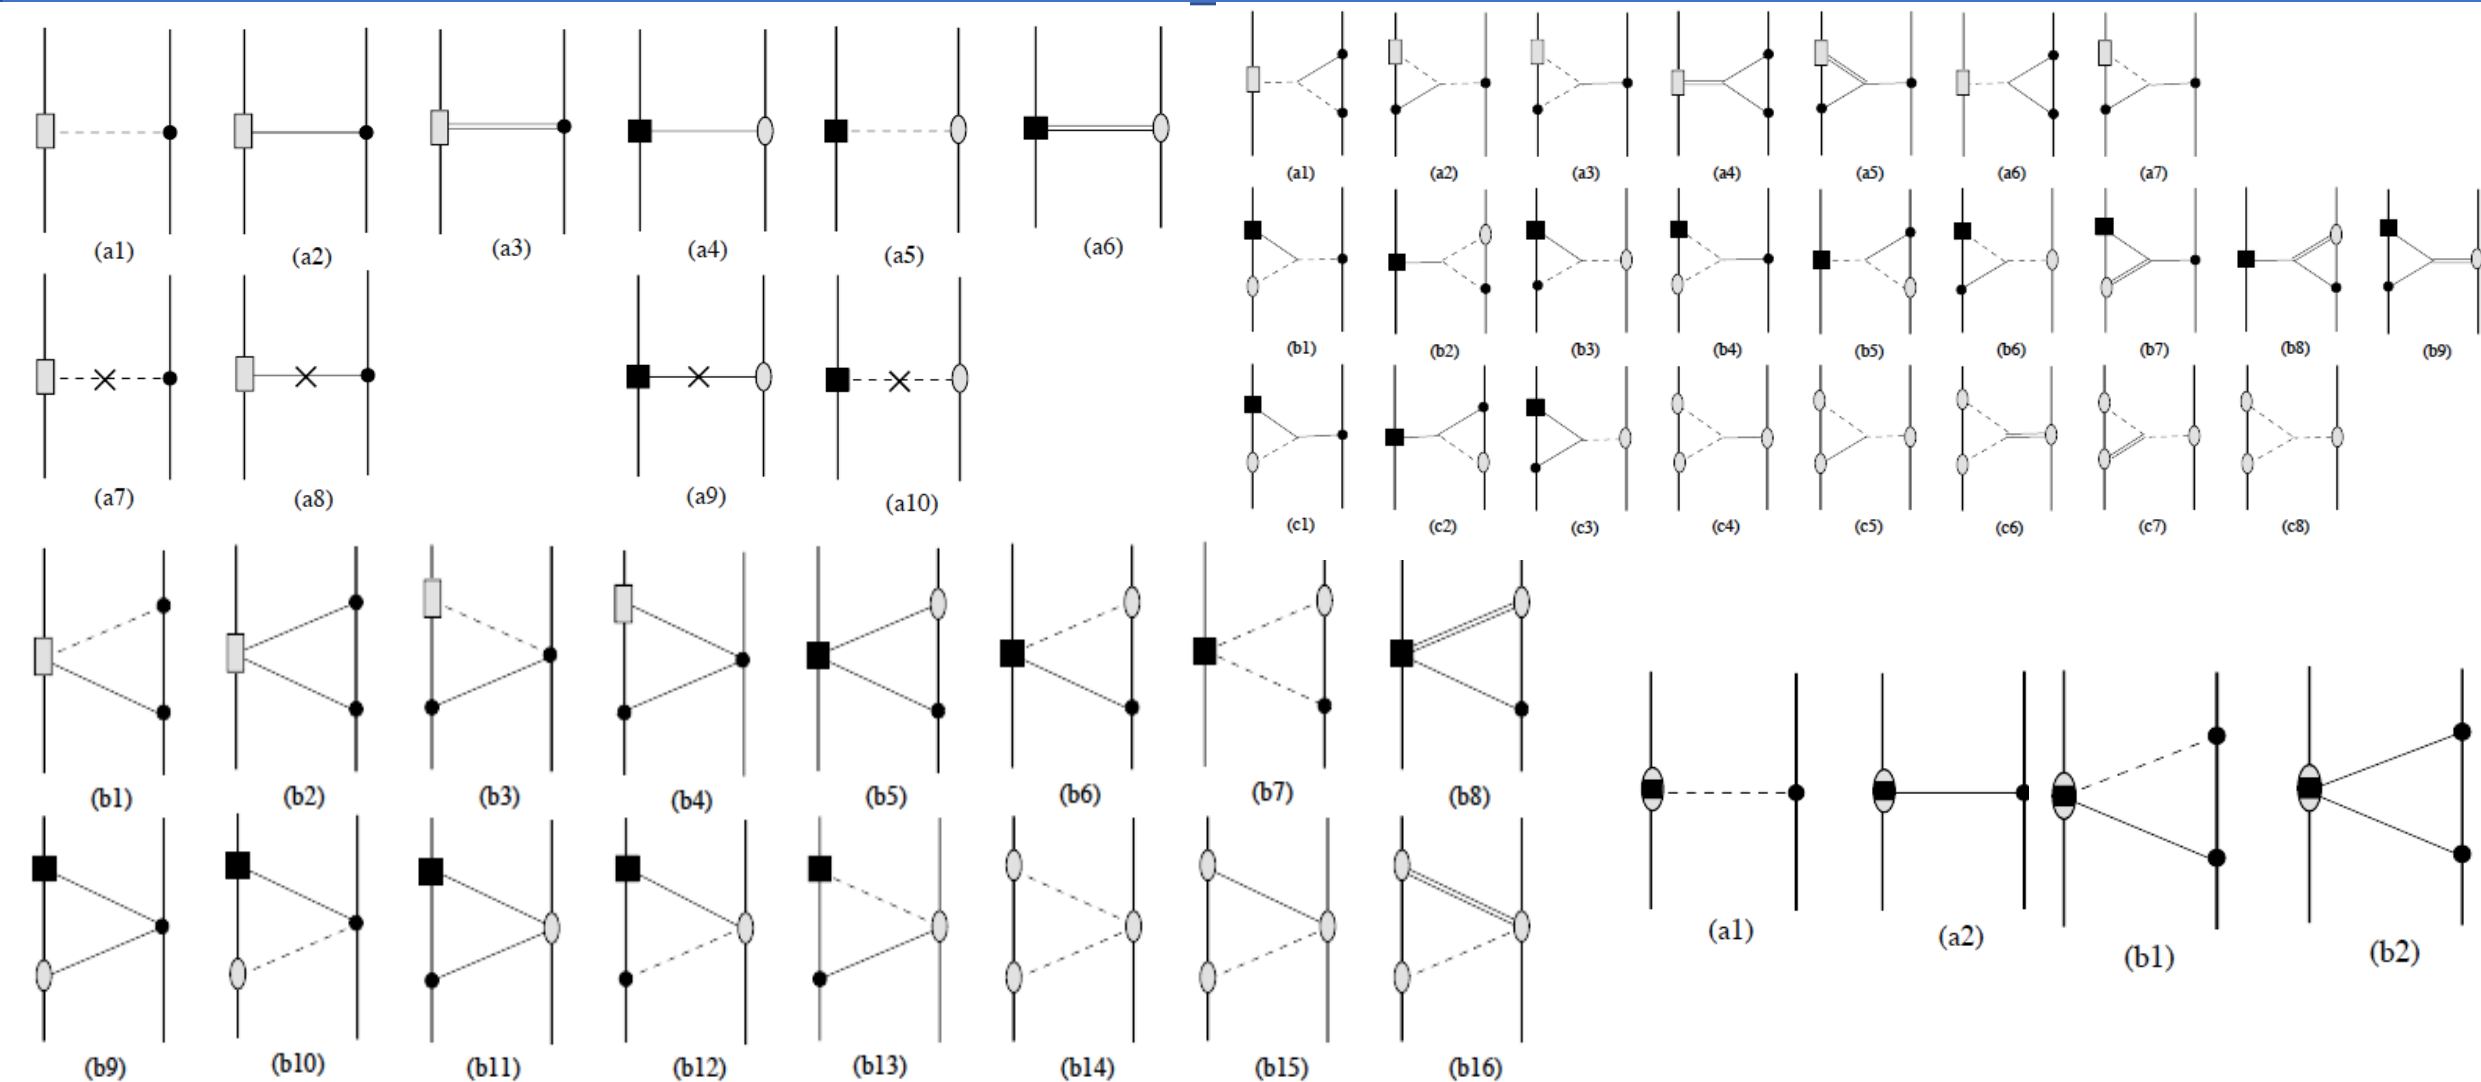 (a1) (a2) (a3) (a4) (a5) (a6)
(a7) (a8) (a9) (a10)
(b1) (b2) (b3) (b4) (b5) (b6) (b7) (b8)
(b9) (b10) (b11) (b12) (b13) (b14) (b15) (b16)
(a1) (a2) (a3) (a4) (a5) (a6) (a7)
(b1) (b2) (b3) (b4) (b5) (b6) (b7) (b8) (b9)
(c1) (c2) (c3) (c4) (c5) (c6) (c7) (c8)
(a1) (a2) (b1) (b2)